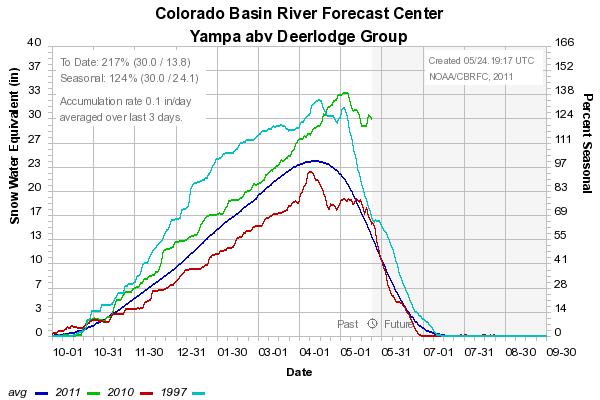 Colorado Basin River Forecast Center
Yampa abv Deerlodge Group
To Date: 217% (30.0 / 13.8)
Seasonal: 124% (30.0 / 24.1)
Accumulation rate 0.1 in/day
averaged over last 3 days.
Created 05/24.19:17 UTC
NOAA/CBRFC, 2011
Snow Water Equivalent (in)
40
37
33
30
27
23
20
17
13
10
7
3
0
Percent Seasonal
166
152
138
124
111
97
83
69
55
41
28
14
0
Past
Future
10-01 10-31 11-30 12-31 01-30 03-01 04-01 05-01 05-31 07-01 07-31 08-30 09-30
Date
avg 2011 2010 1997